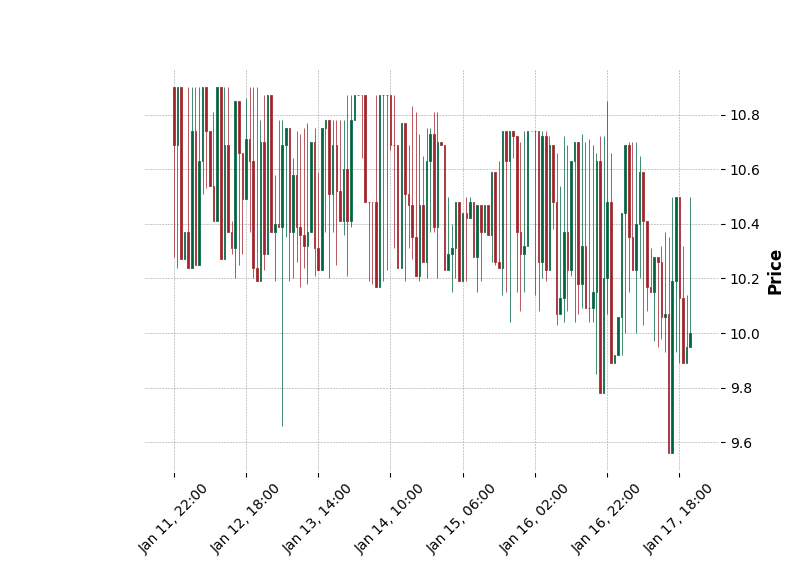 10.8
10.6
10.4
10.2
10.0
9.8
9.6
Price
Jan 11, 22:00
Jan 12, 18:00
Jan 13, 14:00
Jan 14, 10:00
Jan 15, 06:00
Jan 16, 02:00
Jan 16, 22:00
Jan 17, 18:00